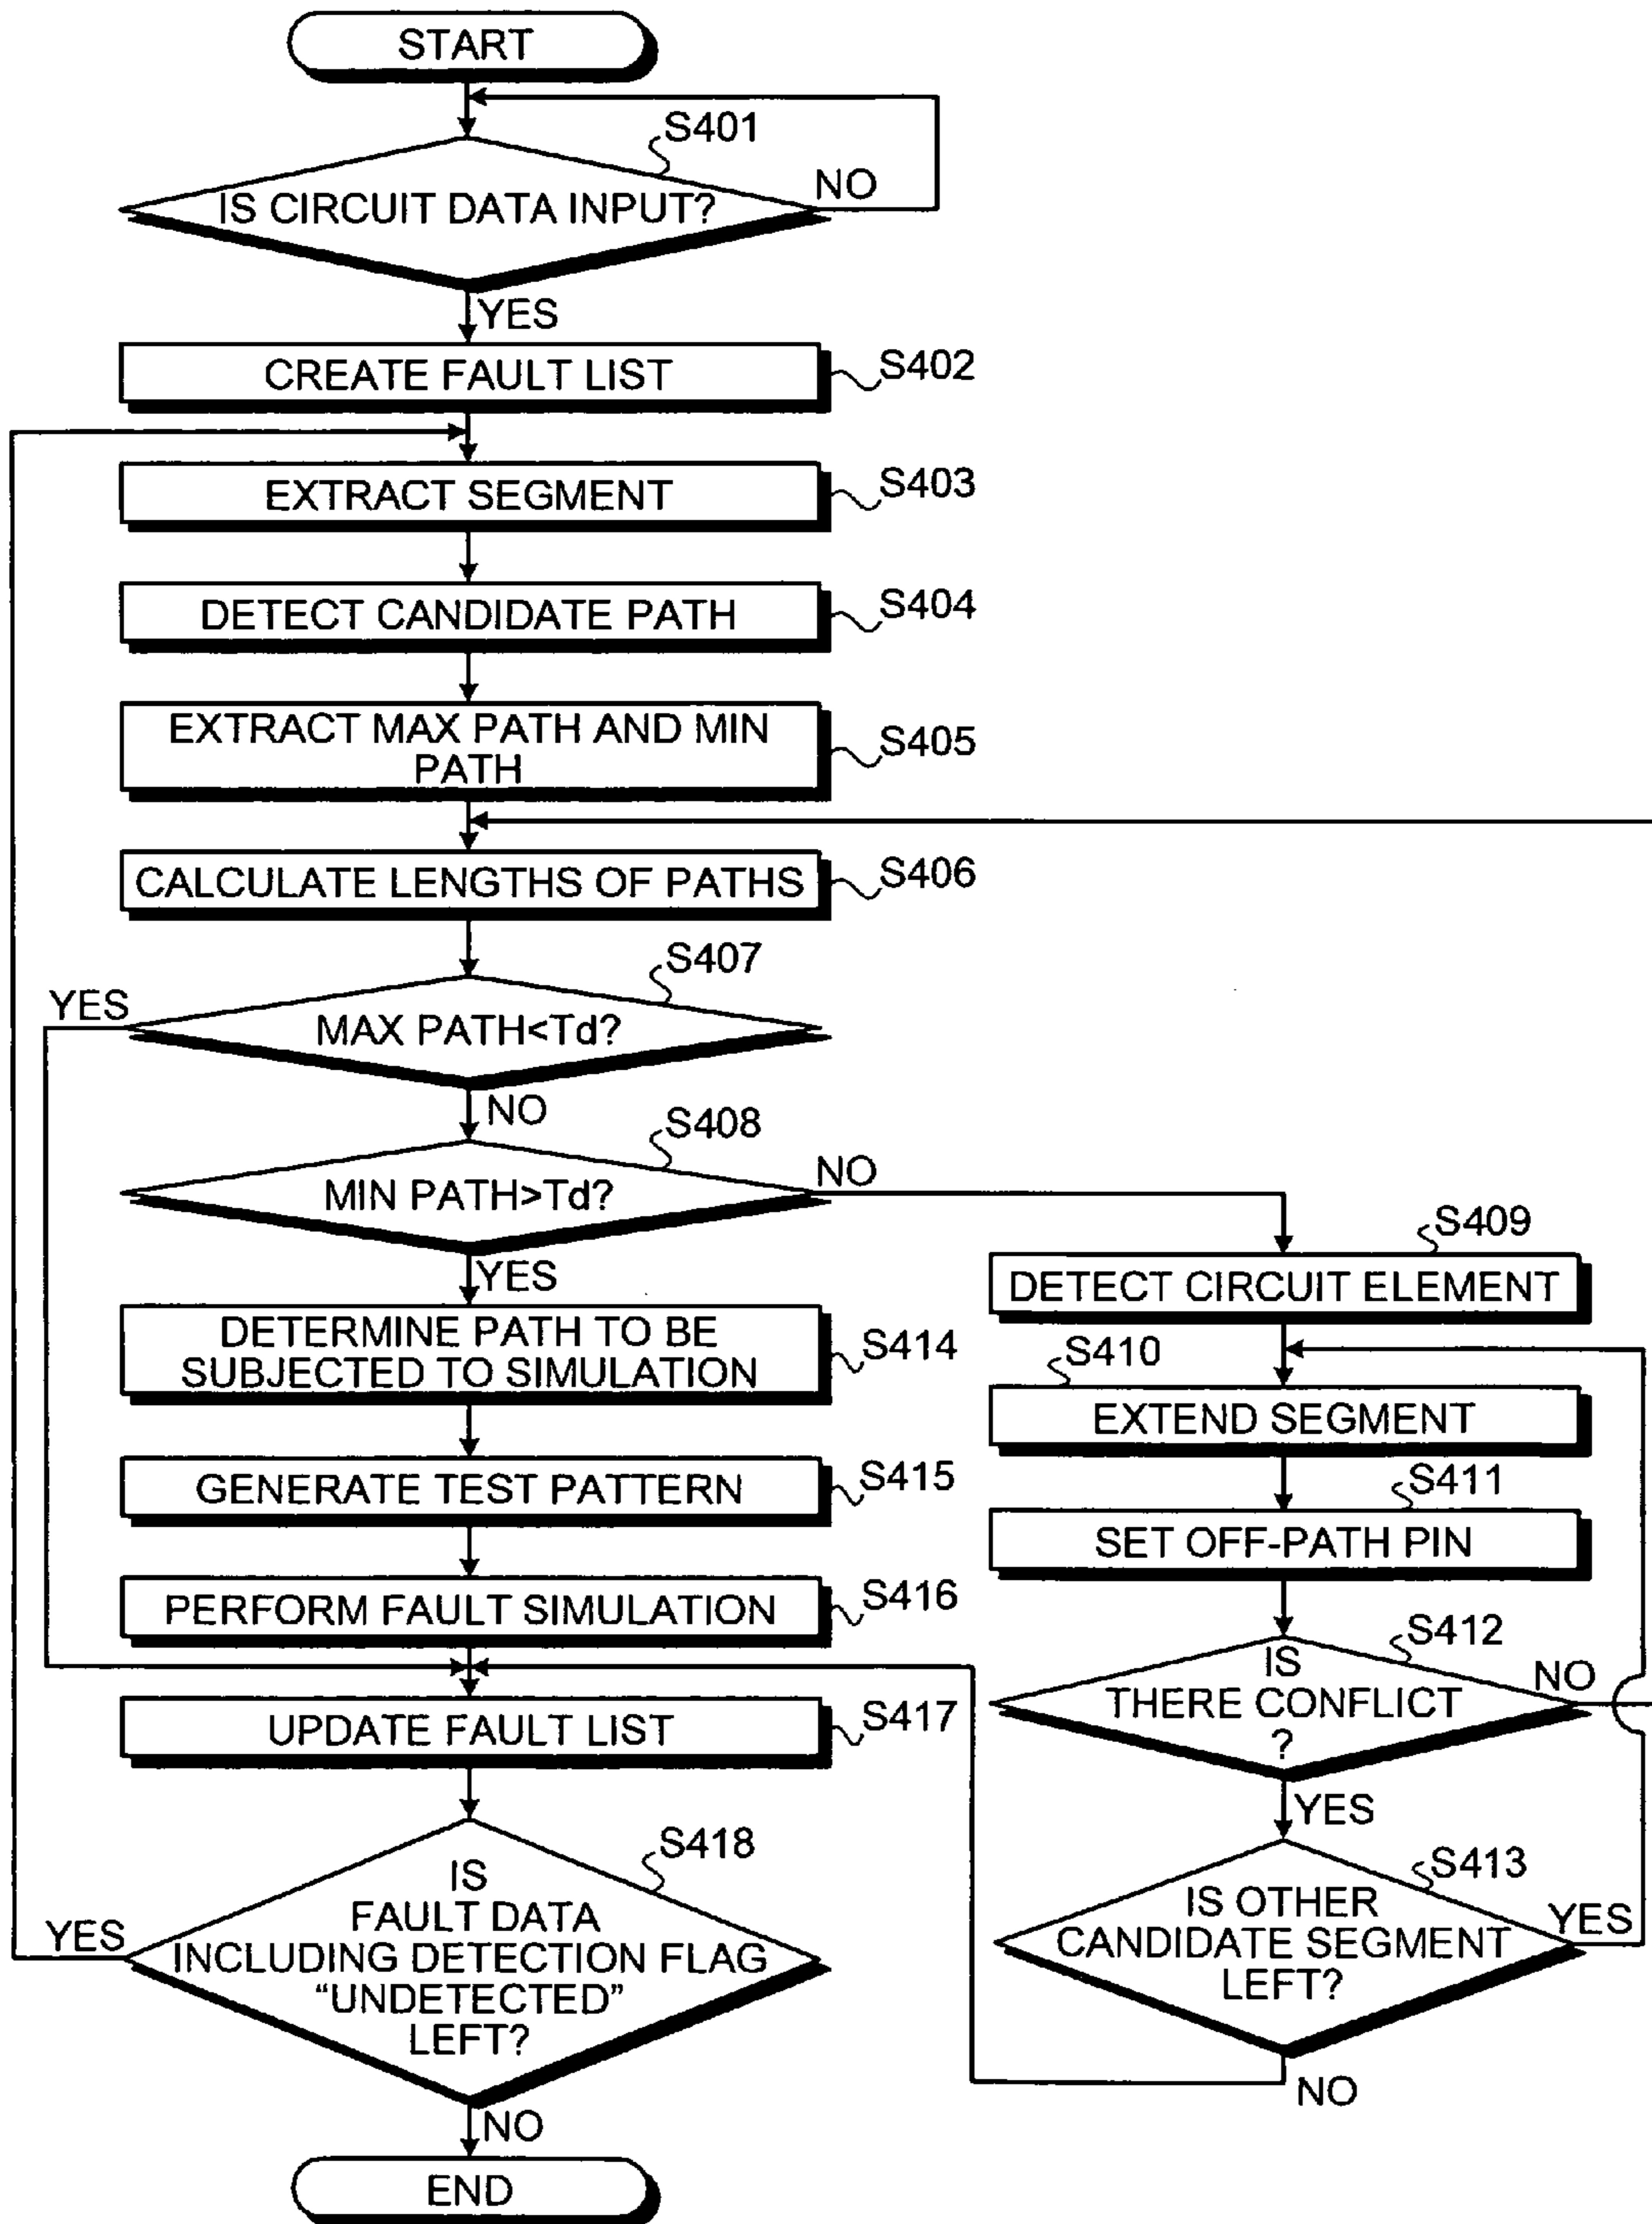 START
S401
IS CIRCUIT DATA INPUT?
NO
YES
CREATE FAULT LIST
S402
EXTRACT SEGMENT
S403
DETECT CANDIDATE PATH
S404
EXTRACT MAX PATH AND MIN
PATH
S405
CALCULATE LENGTHS OF PATHS
S406
S407
YES
MAX PATH<Td?
NO
S408
MIN PATH>Td?
NO
YES
S409
DETECT CIRCUIT ELEMENT
S410
EXTEND SEGMENT
S411
SET OFF-PATH PIN
S412
IS
THERE CONFLICT
?
NO
YES
S413
IS OTHER
CANDIDATE SEGMENT
LEFT?
YES
NO
DETERMINE PATH TO BE
SUBJECTED TO SIMULATION
S414
GENERATE TEST PATTERN
S415
PERFORM FAULT SIMULATION
S416
UPDATE FAULT LIST
S417
S418
IS
FAULT DATA
INCLUDING DETECTION FLAG
“UNDETECTED”
LEFT?
YES
NO
END